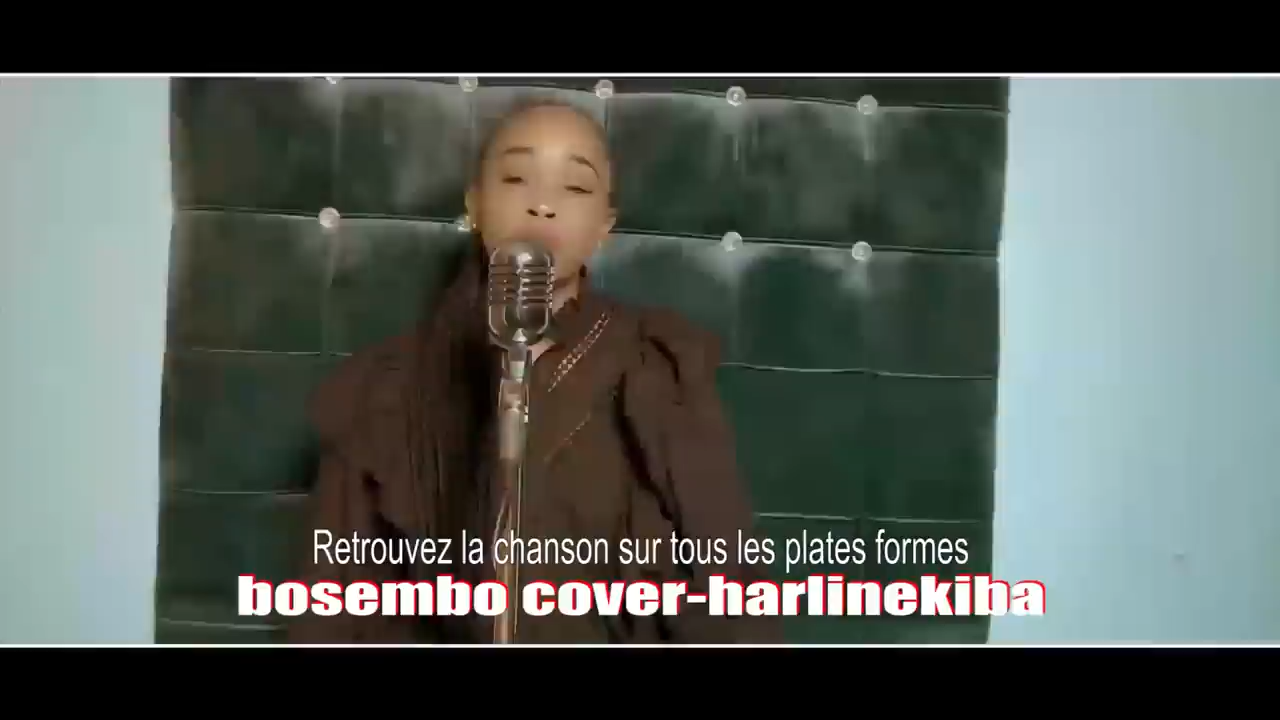 Retrouvez la chanson sur tous les plates formes
bosembo cover-harlinekiba